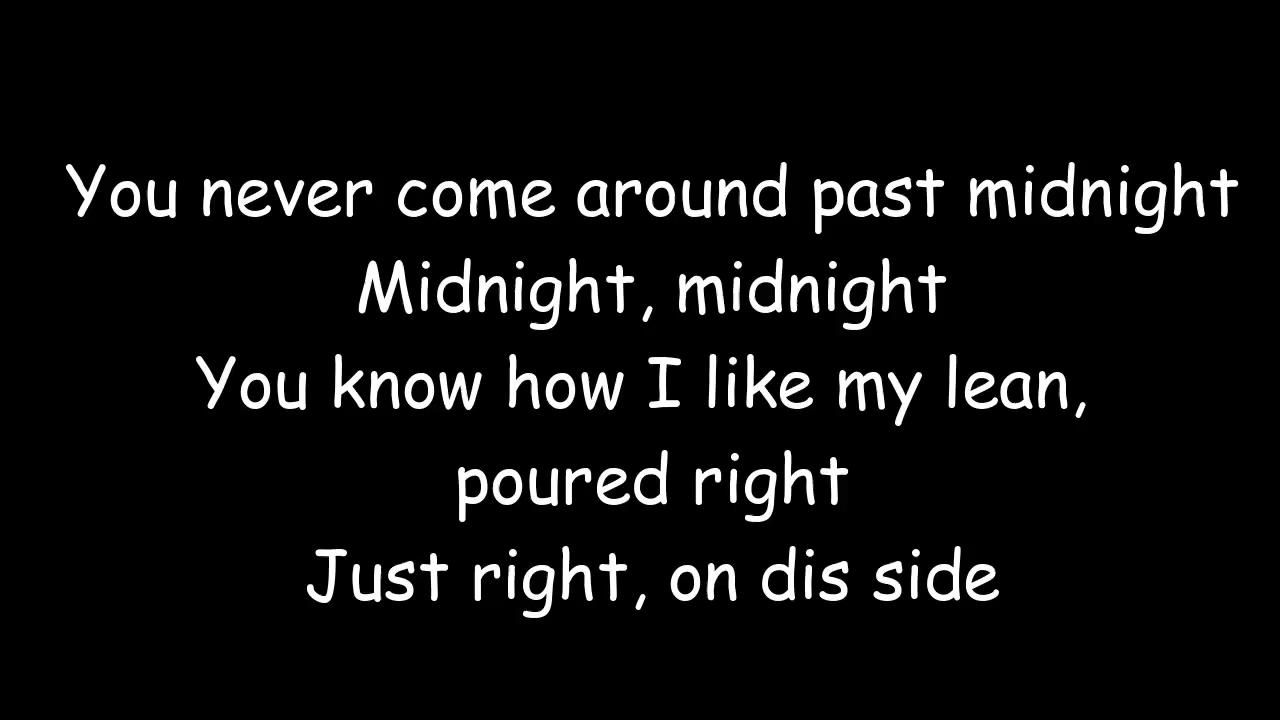 You never come around past midnight
Midnight, midnight
You know how I like my lean,
poured right
Just right, on dis side